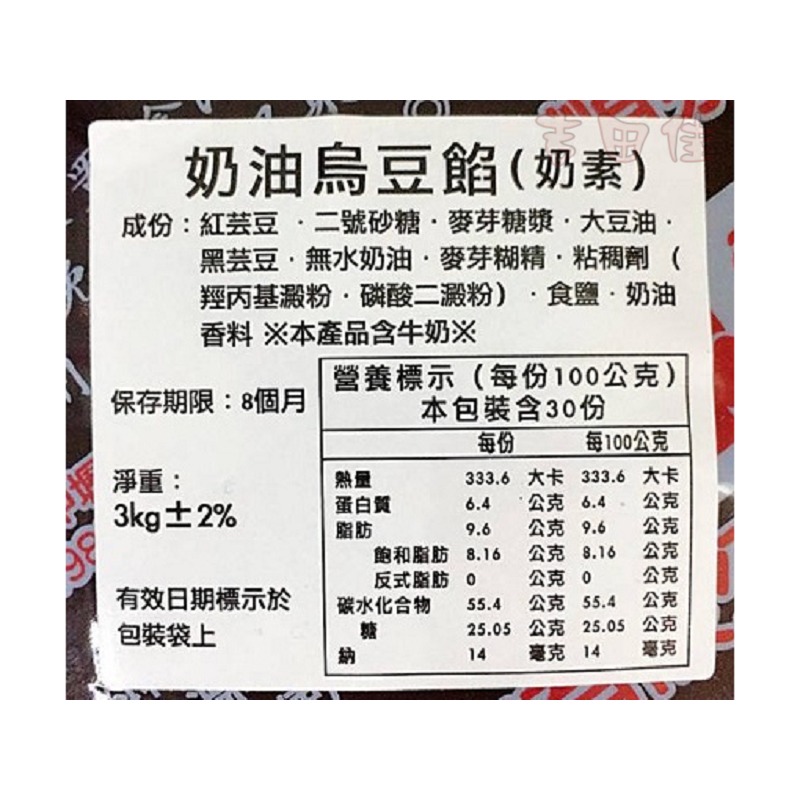 丰田佳
奶油烏豆餡(奶素)
成份：紅芸豆 ‧二號砂糖‧麥芽糖漿‧大豆油‧
黑芸豆‧無水奶油‧麥芽糊精‧粘稠劑 (
羥丙基澱粉‧磷酸二澱粉) ‧食鹽‧奶油
香料 ※本產品含牛奶※
保存期限：8個月
淨重：
3kg±2%
有效日期標示於
包裝袋上
營養標示 (每份100公克)
本包裝含30份
每份 每100公克
熱量 333.6 大卡 333.6 大卡
蛋白質 6.4 公克 6.4 公克
脂肪 9.6 公克 9.6 公克
飽和脂肪 8.16 公克 8.16 公克
反式脂肪 0 公克 0 公克
碳水化合物 55.4 公克 55.4 公克
糖 25.05 公克 25.05 公克
鈉 14 毫克 14 毫克